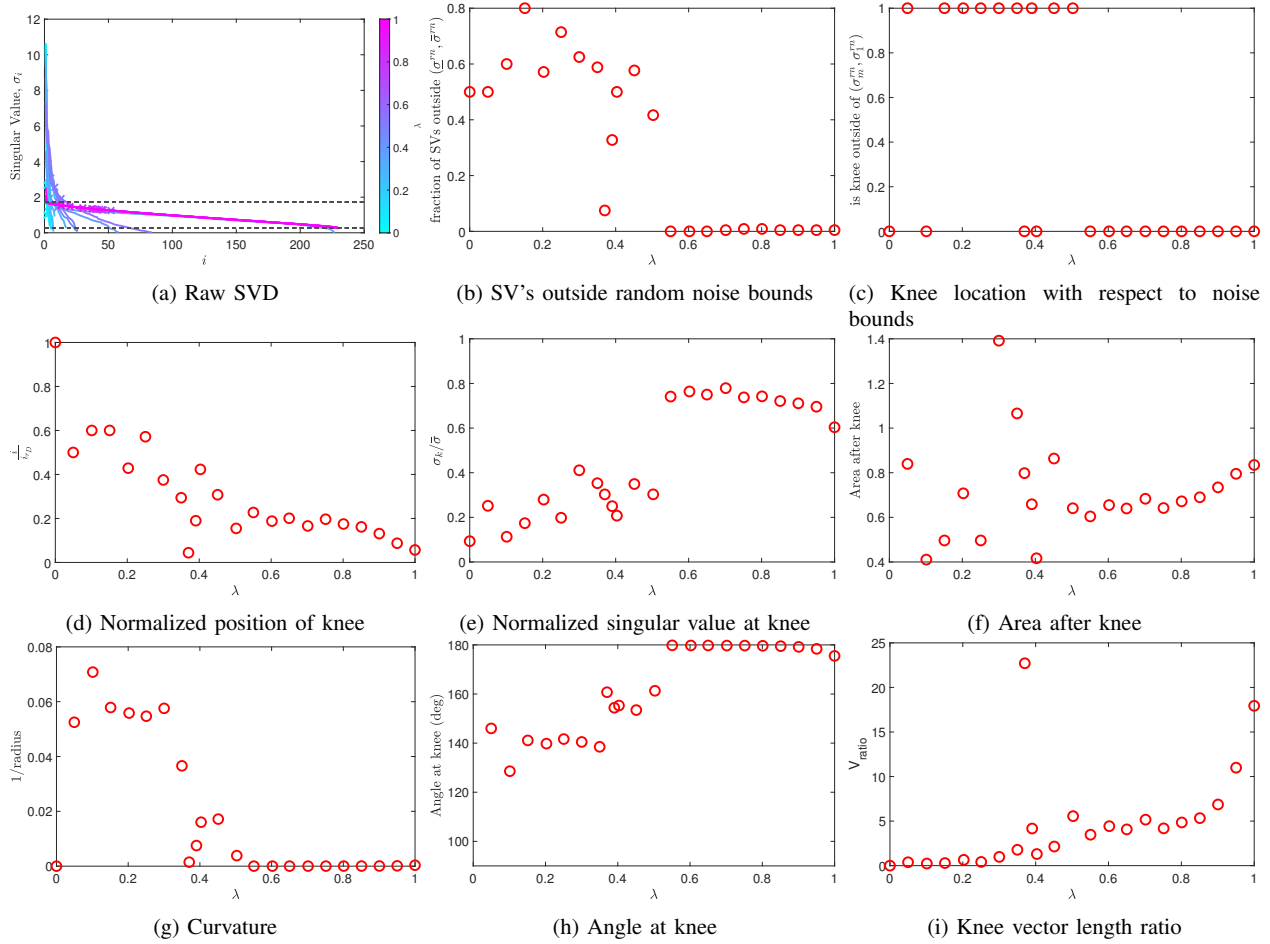 12
10
8
6
4
2
0
Singular Value, σ_i
0 50 100 150 200 250
i
1
0.8
0.6
0.4
0.2
0
λ
(a) Raw SVD
0.8
0.6
0.4
0.2
0
fraction of SVs outside (σ̲^{rn}, σ̄^{rn})
0 0.2 0.4 0.6 0.8 1
λ
(b) SV's outside random noise bounds
1
0.8
0.6
0.4
0.2
0
is knee outside of (σ_m^{rn}, σ_1^{rn})
0 0.2 0.4 0.6 0.8 1
λ
(c) Knee location with respect to noise
bounds
1
0.8
0.6
0.4
0.2
0
i/i_{rD}
0 0.2 0.4 0.6 0.8 1
λ
(d) Normalized position of knee
1
0.8
0.6
0.4
0.2
0
σ_k/σ̄
0 0.2 0.4 0.6 0.8 1
λ
(e) Normalized singular value at knee
1.4
1.2
1
0.8
0.6
0.4
Area after knee
0 0.2 0.4 0.6 0.8 1
λ
(f) Area after knee
0.08
0.06
0.04
0.02
0
1/radius
0 0.2 0.4 0.6 0.8 1
λ
(g) Curvature
180
160
140
120
100
Angle at knee (deg)
0 0.2 0.4 0.6 0.8 1
λ
(h) Angle at knee
25
20
15
10
5
0
V_ratio
0 0.2 0.4 0.6 0.8 1
λ
(i) Knee vector length ratio